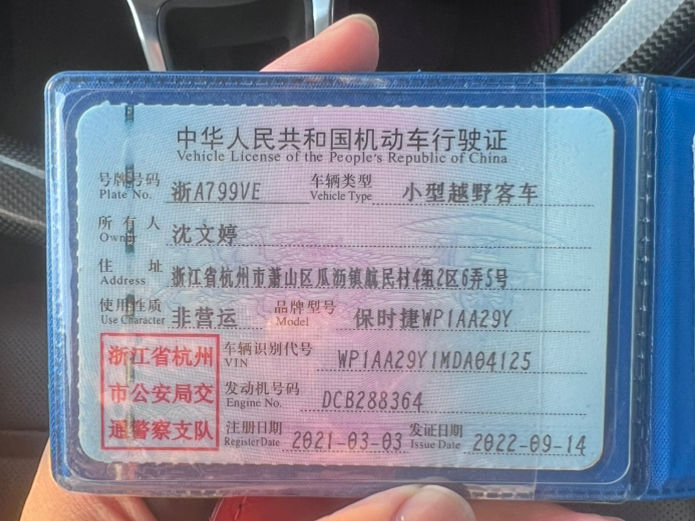 中华人民共和国机动车行驶证
Vehicle License of the People's Republic of China
号牌号码 浙A799VE 车辆类型 小型越野客车
Plate No. Vehicle Type
所有人 沈文婷
Owner
住址 浙江省杭州市萧山区瓜沥镇航民村4组2区6弄5号
Address
使用性质 非营运 品牌型号 保时捷WP1AA29Y
Use Character Model
浙江省杭州
市公安局交
通警察支队
车辆识别代号 WP1AA29Y1MDA04125
VIN
发动机号码 DCB288364
Engine No.
注册日期 2021-03-03 发证日期 2022-09-14
Register Date Issue Date